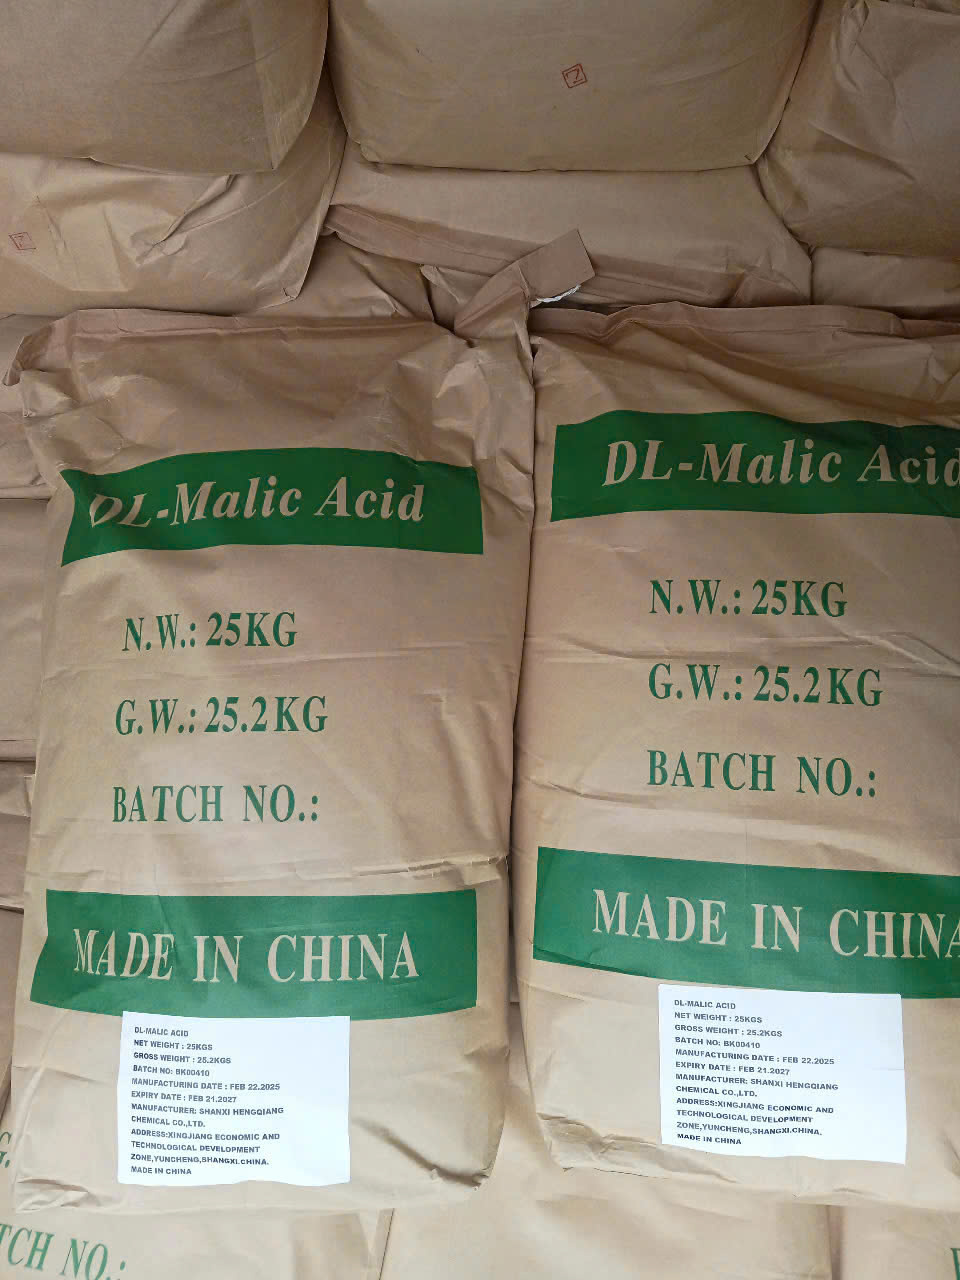 DL-Malic Acid
N.W.: 25KG
G.W.: 25.2KG
BATCH NO.:
MADE IN CHINA
DL-MALIC ACID
NET WEIGHT : 25KGS
GROSS WEIGHT : 25.2KGS
BATCH NO: BK00410
MANUFACTURING DATE : FEB 22.2025
EXPIRY DATE : FEB 21.2027
MANUFACTURER: SHANXI HENGQIANG
CHEMICAL CO.,LTD.
ADDRESS:XINGJIANG ECONOMIC AND
TECHNOLOGICAL DEVELOPMENT
ZONE,YUNCHENG,SHANGXI.CHINA.
MADE IN CHINA
DL-Malic Acid
N.W.: 25KG
G.W.: 25.2KG
BATCH NO.:
MADE IN CHINA
DL-MALIC ACID
NET WEIGHT : 25KGS
GROSS WEIGHT : 25.2KGS
BATCH NO: BK00410
MANUFACTURING DATE : FEB 22.2025
EXPIRY DATE : FEB 21.2027
MANUFACTURER: SHANXI HENGQIANG
CHEMICAL CO.,LTD.
ADDRESS:XINGJIANG ECONOMIC AND
TECHNOLOGICAL DEVELOPMENT
ZONE,YUNCHENG,SHANGXI.CHINA.
MADE IN CHINA
G.
TCH NO.: